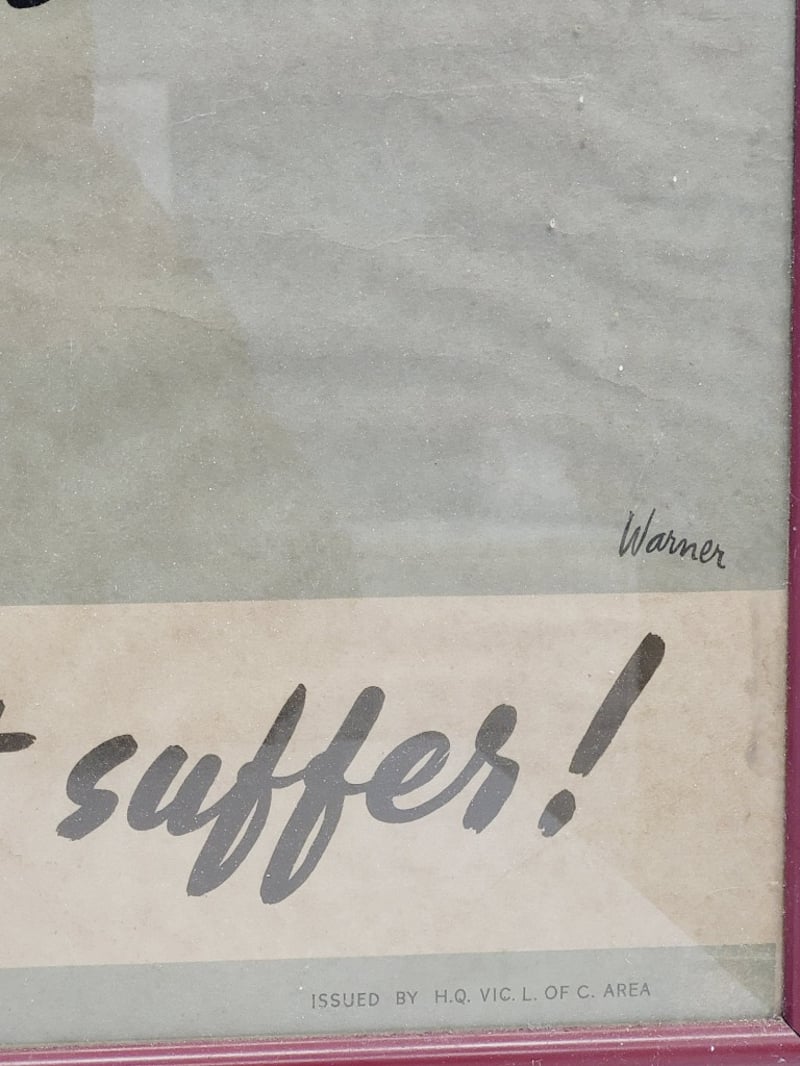 Warner
suffer!
ISSUED BY H.Q. VIC. L. OF C. AREA